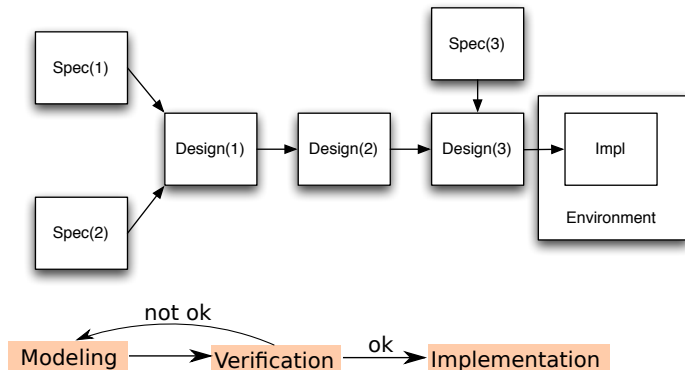 Spec(3)
Spec(1)
Design(1)
Design(2)
Design(3)
Impl
Spec(2)
Environment
not ok
Modeling
Verification
ok
Implementation